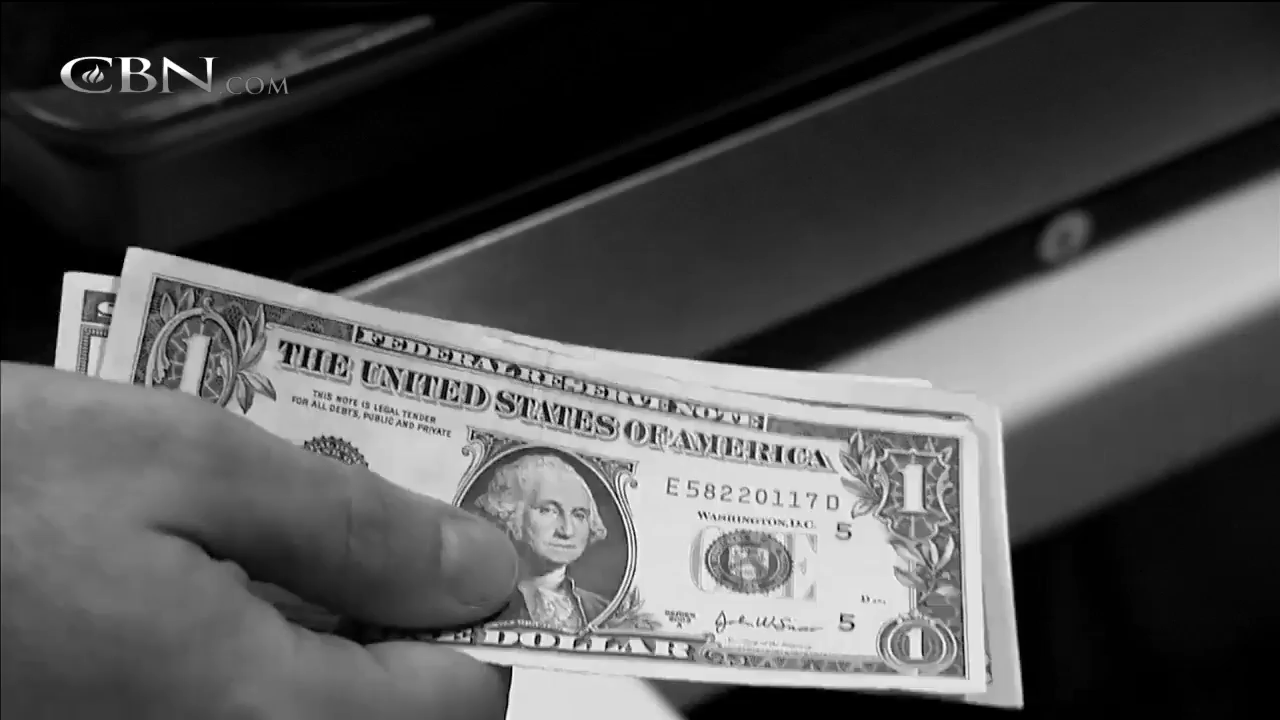 CBN.COM
FEDERAL RESERVE NOTE
THE UNITED STATES OF AMERICA
THIS NOTE IS LEGAL TENDER
FOR ALL DEBTS, PUBLIC AND PRIVATE
1
1
E58220117D
WASHINGTON, D.C.
5
5
DOLLAR
1